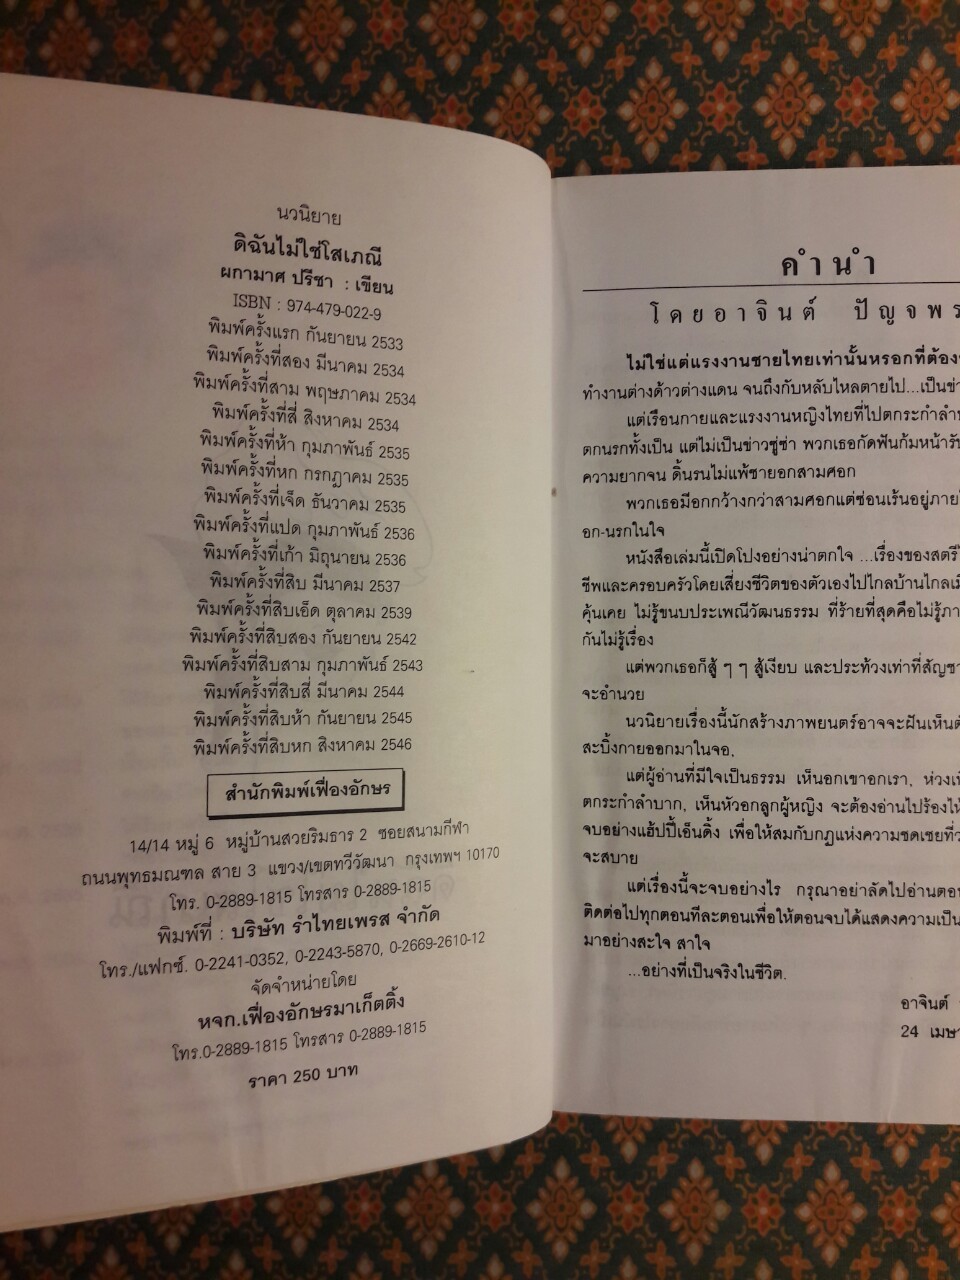 นวนิยาย
ดิฉันไม่ใช่โสเภณี
ผกามาศ ปรีชา : เขียน
ISBN : 974-479-022-9
พิมพ์ครั้งแรก กันยายน 2533
พิมพ์ครั้งที่สอง มีนาคม 2534
พิมพ์ครั้งที่สาม พฤษภาคม 2534
พิมพ์ครั้งที่สี่ สิงหาคม 2534
พิมพ์ครั้งที่ห้า กุมภาพันธ์ 2535
พิมพ์ครั้งที่หก กรกฎาคม 2535
พิมพ์ครั้งที่เจ็ด ธันวาคม 2535
พิมพ์ครั้งที่แปด กุมภาพันธ์ 2536
พิมพ์ครั้งที่เก้า มิถุนายน 2536
พิมพ์ครั้งที่สิบ มีนาคม 2537
พิมพ์ครั้งที่สิบเอ็ด ตุลาคม 2539
พิมพ์ครั้งที่สิบสอง กันยายน 2542
พิมพ์ครั้งที่สิบสาม กุมภาพันธ์ 2543
พิมพ์ครั้งที่สิบสี่ มีนาคม 2544
พิมพ์ครั้งที่สิบห้า กันยายน 2545
พิมพ์ครั้งที่สิบหก สิงหาคม 2546
สำนักพิมพ์เฟื่องอักษร
14/14 หมู่ 6 หมู่บ้านสวยริมธาร 2 ซอยสนามกีฬา
ถนนพุทธมณฑล สาย 3 แขวง/เขตทวีวัฒนา กรุงเทพฯ 10170
โทร. 0-2889-1815 โทรสาร 0-2889-1815
พิมพ์ที่ : บริษัท รำไทยเพรส จำกัด
โทร./แฟกซ์. 0-2241-0352, 0-2243-5870, 0-2669-2610-12
จัดจำหน่ายโดย
หจก.เฟื่องอักษรมาเก็ตติ้ง
โทร.0-2889-1815 โทรสาร 0-2889-1815
ราคา 250 บาท
คำนำ
โดยอาจินต์ ปัญจพร
ไม่ใช่แต่แรงงานชายไทยเท่านั้นหรอกที่ต้อง
ทำงานต่างด้าวต่างแดน จนถึงกับหลับไหลตายไป...เป็นข่า
แต่เรือนกายและแรงงานหญิงไทยที่ไปตกระกำลำ
ตกนรกทั้งเป็น แต่ไม่เป็นข่าวซู่ซ่า พวกเธอกัดฟันก้มหน้ารับ
ความยากจน ดิ้นรนไม่แพ้ชายอกสามศอก
พวกเธอมีอกกว้างกว่าสามศอกแต่ซ่อนเร้นอยู่ภาย
อก-นรกในใจ
หนังสือเล่มนี้เปิดโปงอย่างน่าตกใจ ...เรื่องของสตรี
ชีพและครอบครัวโดยเสี่ยงชีวิตของตัวเองไปไกลบ้านไกลเมื
คุ้นเคย ไม่รู้ขนบประเพณีวัฒนธรรม ที่ร้ายที่สุดคือไม่รู้ภา
กันไม่รู้เรื่อง
แต่พวกเธอก็สู้ ๆ ๆ สู้เงียบ และประท้วงเท่าที่สัญชา
จะอำนวย
นวนิยายเรื่องนี้นักสร้างภาพยนตร์อาจจะฝันเห็น
สะบิ้งกายออกมาในจอ.
แต่ผู้อ่านที่มีใจเป็นธรรม เห็นอกเขาอกเรา, ห่วง
ตกระกำลำบาก, เห็นหัวอกลูกผู้หญิง จะต้องอ่านไปร้องไห้
จบอย่างแฮ้ปปี้เอ็นดิ้ง เพื่อให้สมกับกฎแห่งความชดเชย
จะสบาย
แต่เรื่องนี้จะจบอย่างไร กรุณาอย่าลัดไปอ่านตอน
ติดต่อไปทุกตอนทีละตอนเพื่อให้ตอนจบได้แสดงความเป็น
มาอย่างสะใจ สาใจ
...อย่างที่เป็นจริงในชีวิต.
อาจินต์
24 เมษา